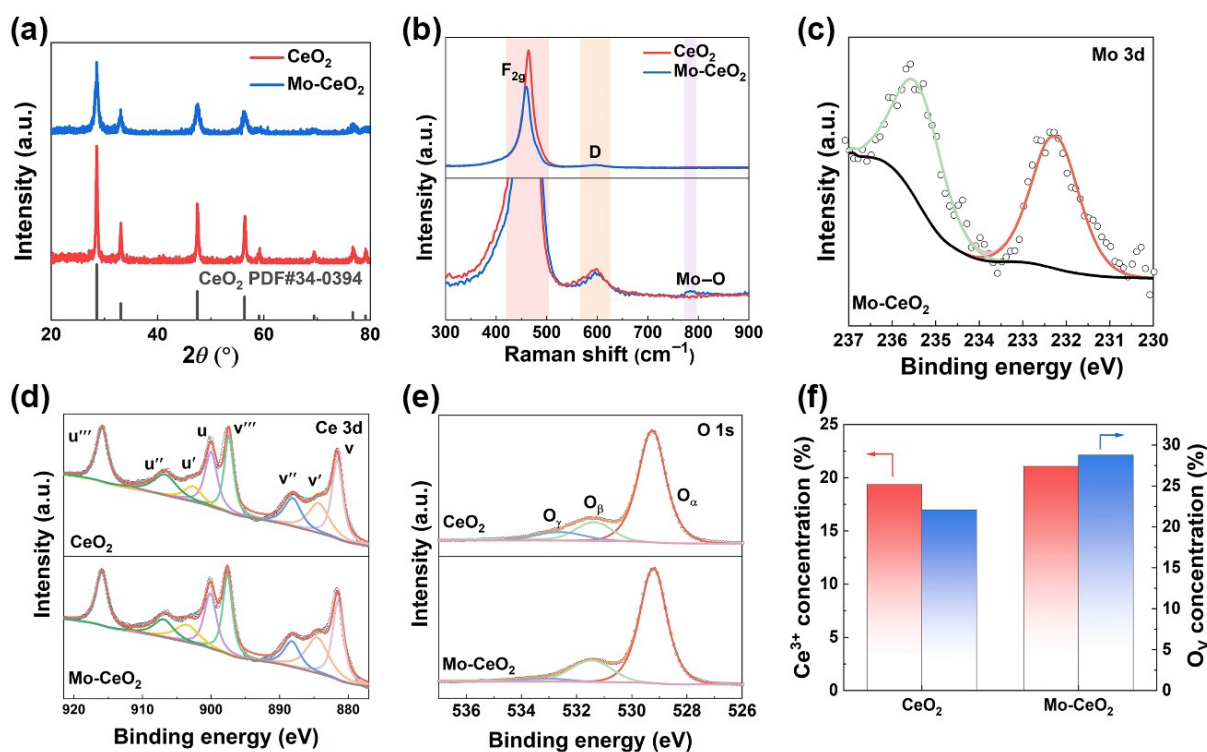 (a)
CeO₂
Mo-CeO₂
CeO₂ PDF#34-0394
Intensity (a.u.)
20 40 60 80
2θ (°)
(b)
CeO₂
Mo-CeO₂
F₂g
D
Mo–O
Intensity (a.u.)
300 400 500 600 700 800 900
Raman shift (cm⁻¹)
(c)
Mo 3d
Mo-CeO₂
Intensity (a.u.)
237 236 235 234 233 232 231 230
Binding energy (eV)
(d)
Ce 3d
u''' u'' u' u v''' v'' v' v
CeO₂
Mo-CeO₂
Intensity (a.u.)
920 910 900 890 880
Binding energy (eV)
(e)
O 1s
Oγ Oβ Oα
CeO₂
Mo-CeO₂
Intensity (a.u.)
536 534 532 530 528 526
Binding energy (eV)
(f)
Ce³⁺ concentration (%)
25
20
15
10
5
0
30
25
20
15
10
5
0
Oᵥ concentration (%)
CeO₂ Mo-CeO₂